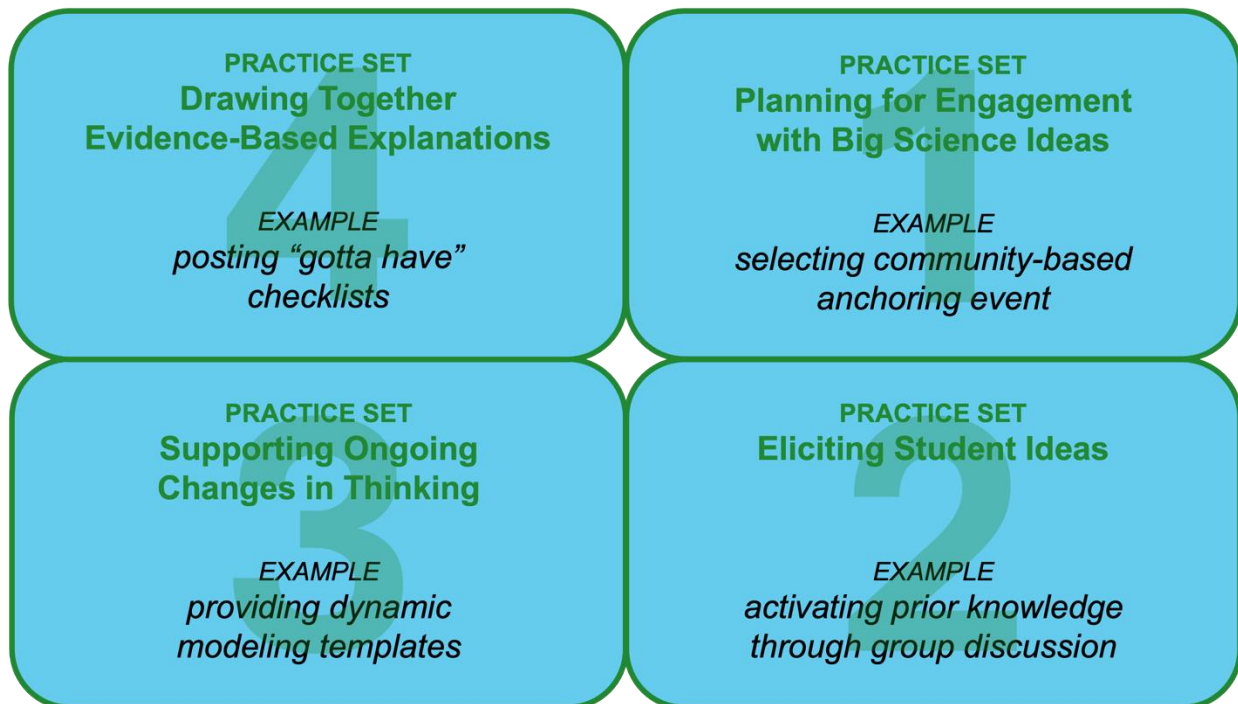 PRACTICE SET
Drawing Together
Evidence-Based Explanations
4
EXAMPLE
posting “gotta have”
checklists
PRACTICE SET
Planning for Engagement
with Big Science Ideas
1
EXAMPLE
selecting community-based
anchoring event
PRACTICE SET
Supporting Ongoing
Changes in Thinking
3
EXAMPLE
providing dynamic
modeling templates
PRACTICE SET
Eliciting Student Ideas
2
EXAMPLE
activating prior knowledge
through group discussion